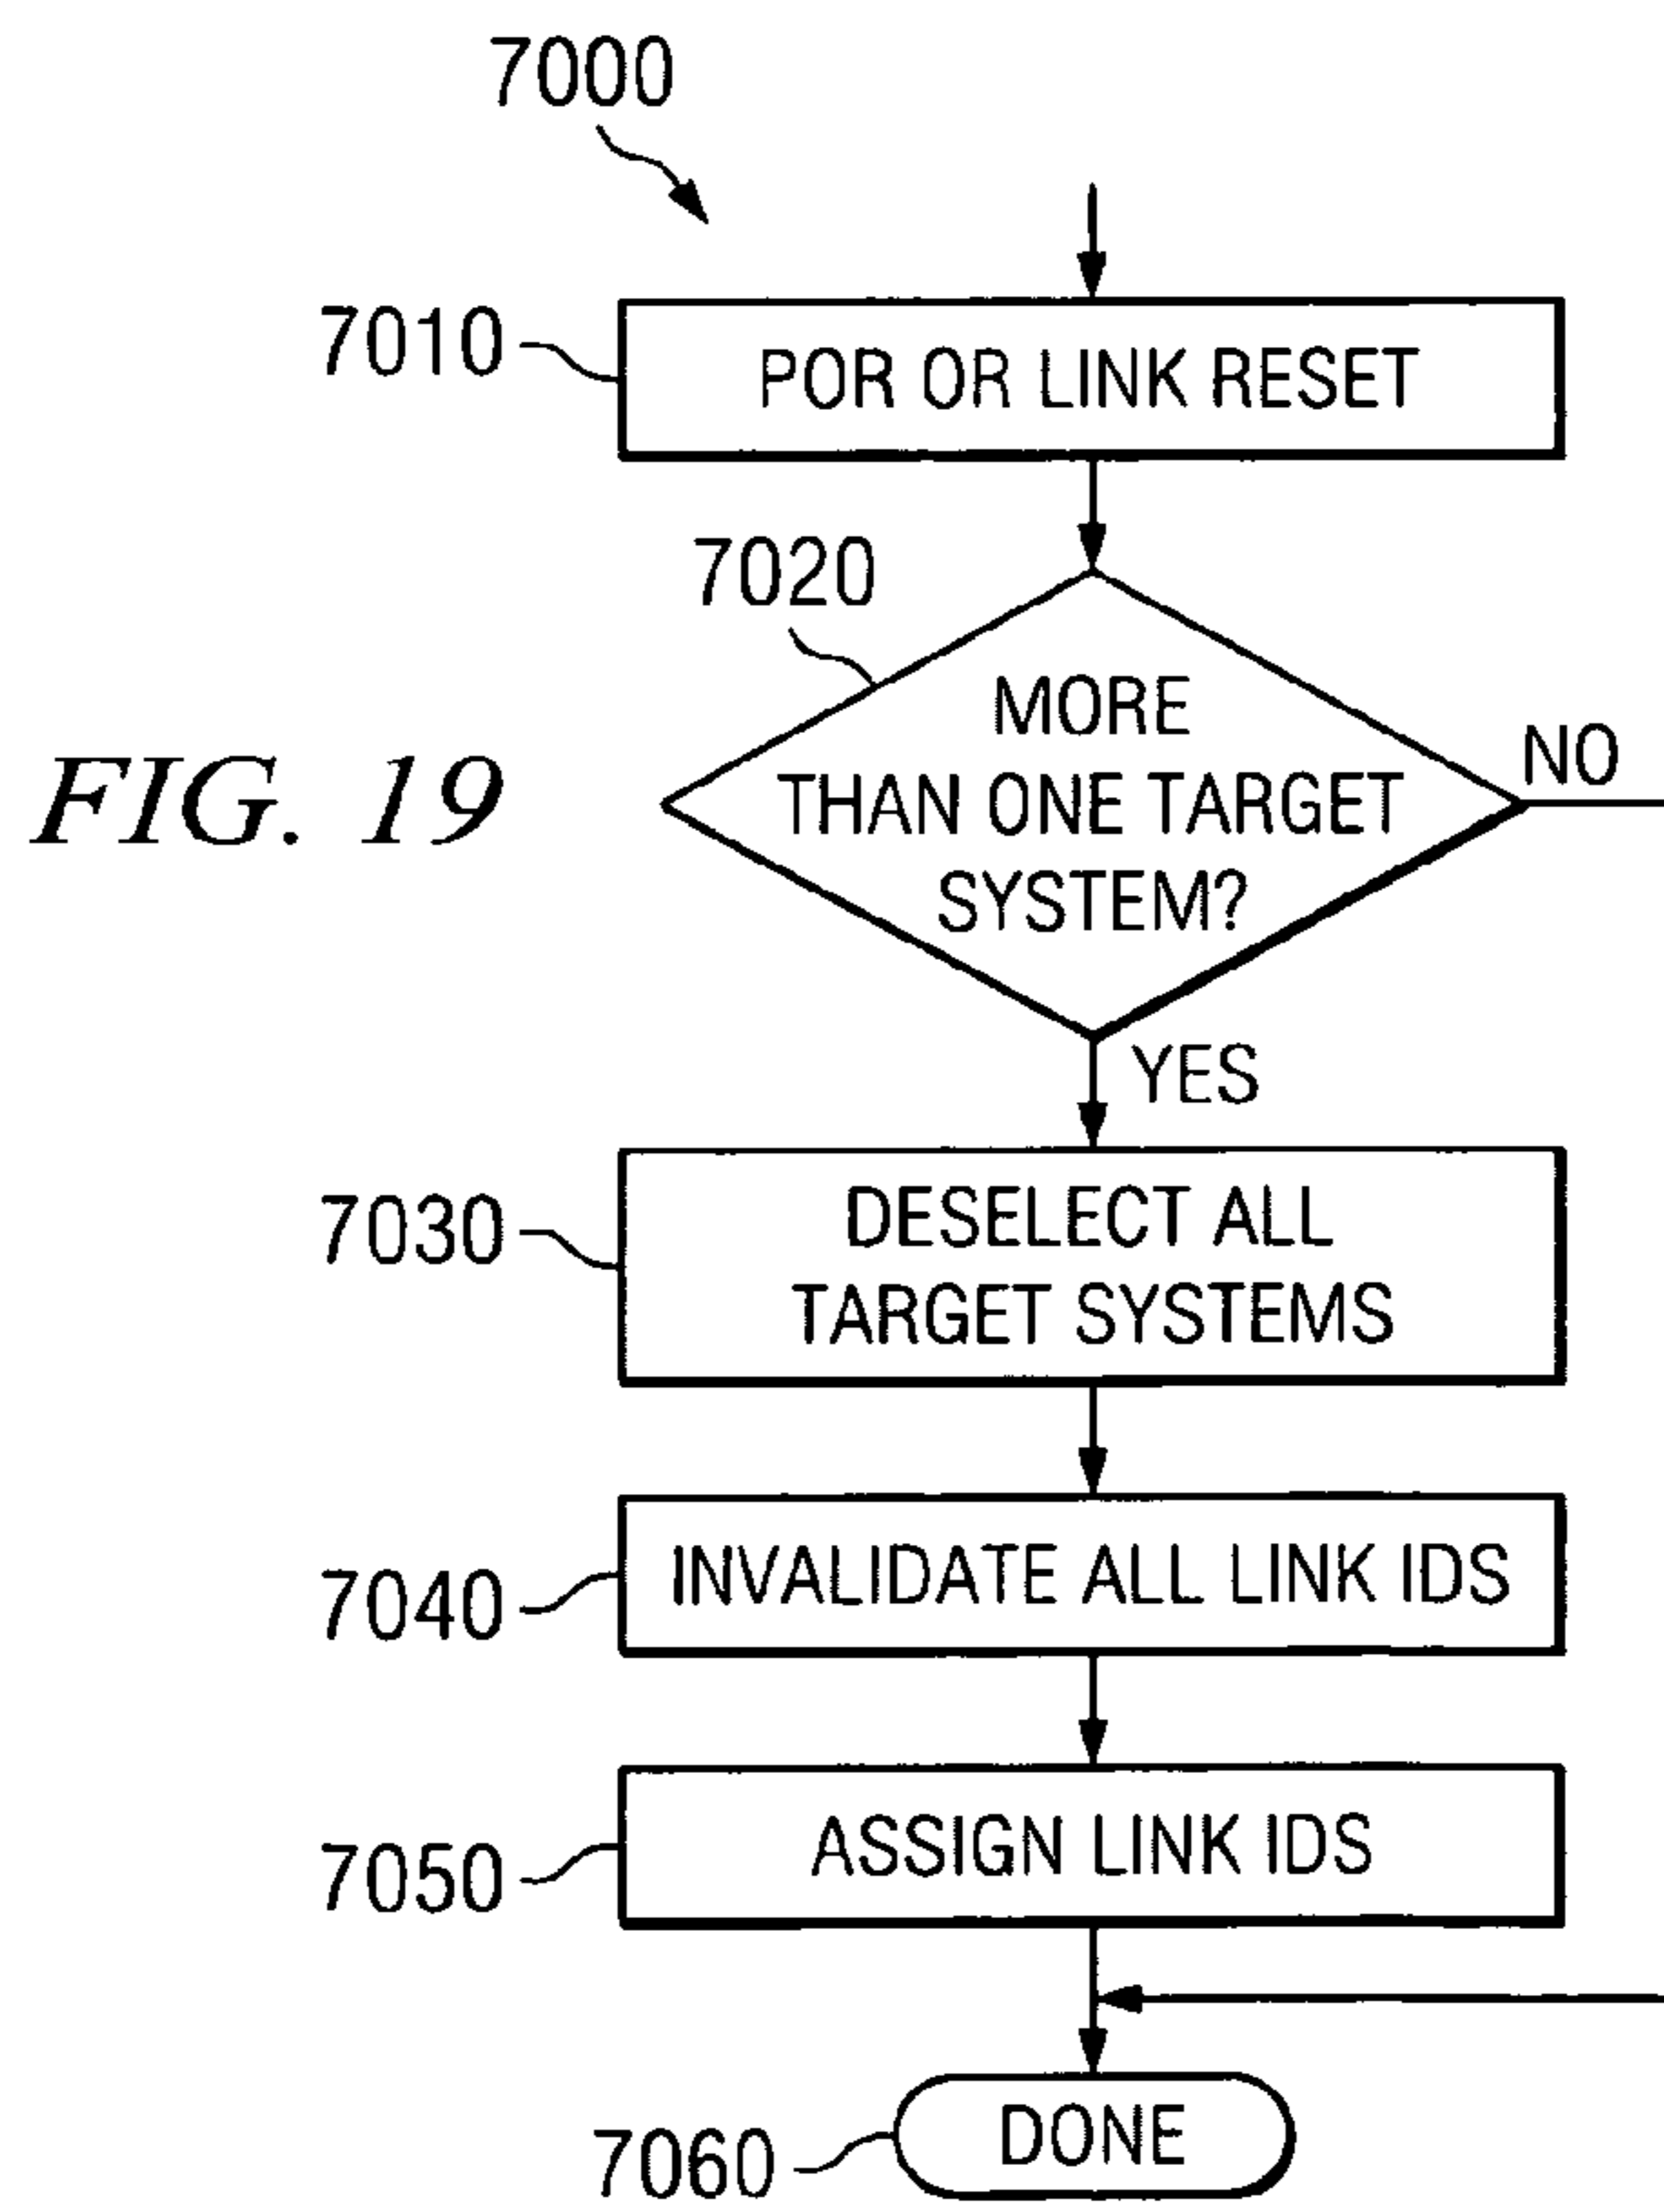 7000
7010
POR OR LINK RESET
7020
MORE
THAN ONE TARGET
SYSTEM?
NO
FIG. 19
YES
7030
DESELECT ALL
TARGET SYSTEMS
7040
INVALIDATE ALL LINK IDS
7050
ASSIGN LINK IDS
7060
DONE